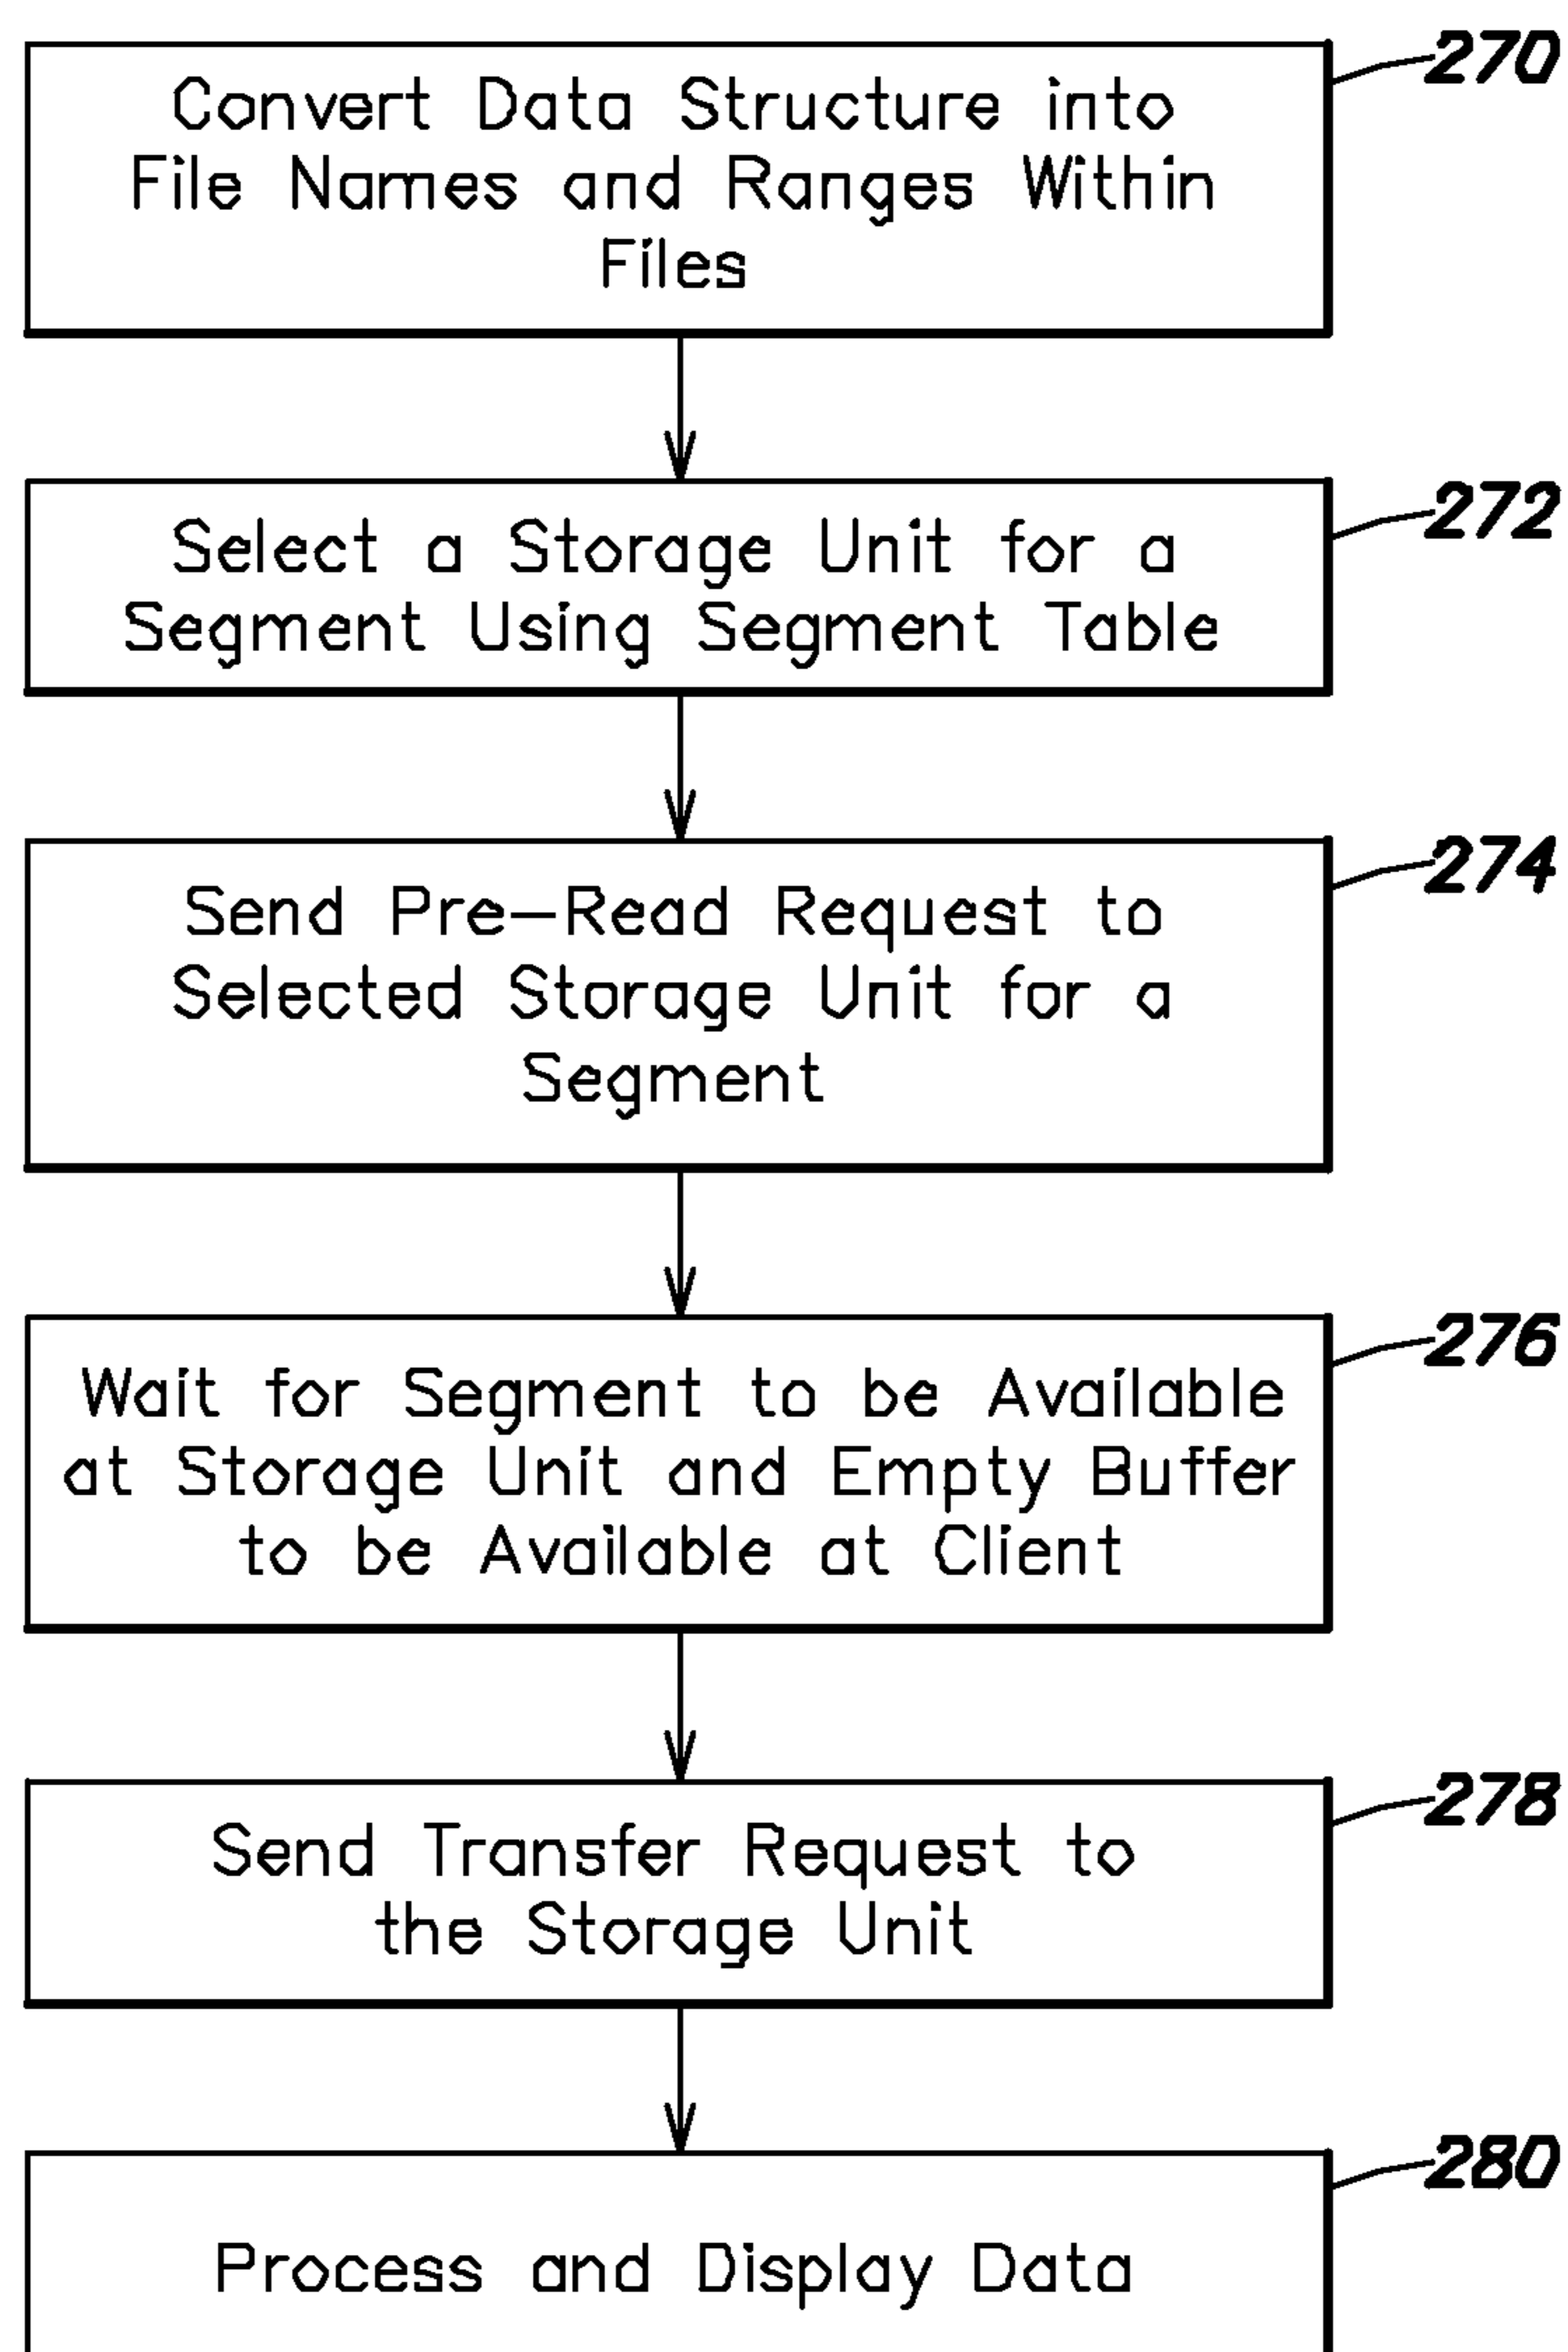 270
Convert Data Structure into
File Names and Ranges Within
Files
272
Select a Storage Unit for a
Segment Using Segment Table
274
Send Pre-Read Request to
Selected Storage Unit for a
Segment
276
Wait for Segment to be Available
at Storage Unit and Empty Buffer
to be Available at Client
278
Send Transfer Request to
the Storage Unit
280
Process and Display Data